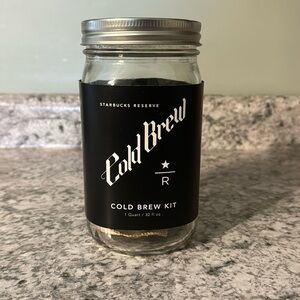 STARBUCKS RESERVE
Cold Brew
R
COLD BREW KIT
1 Quart / 32 fl oz